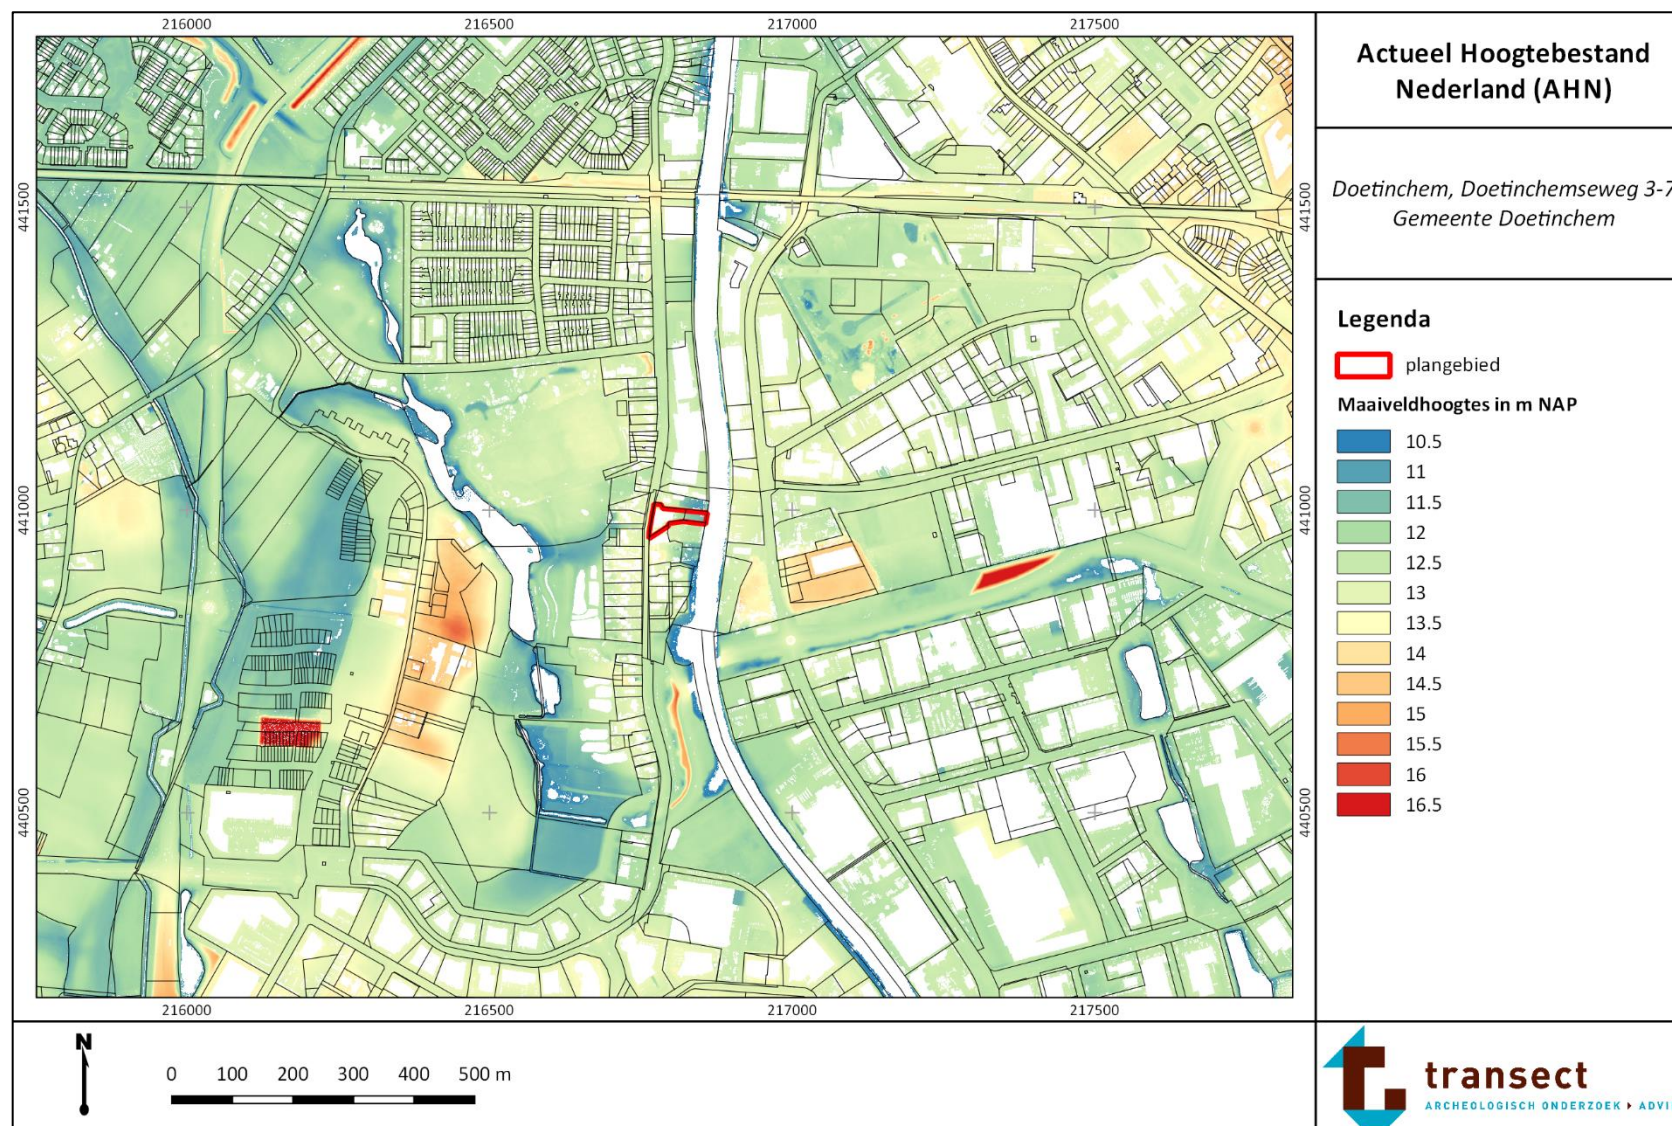 216000 216500 217000 217500
441500 441500
441000 441000
440500 440500
216000 216500 217000 217500
Actueel Hoogtebestand
Nederland (AHN)
Doetinchem, Doetinchemseweg 3-7
Gemeente Doetinchem
Legenda
plangebied
Maaiveldhoogtes in m NAP
10.5
11
11.5
12
12.5
13
13.5
14
14.5
15
15.5
16
16.5
N
0 100 200 300 400 500 m
transect
ARCHEOLOGISCH ONDERZOEK ADVI